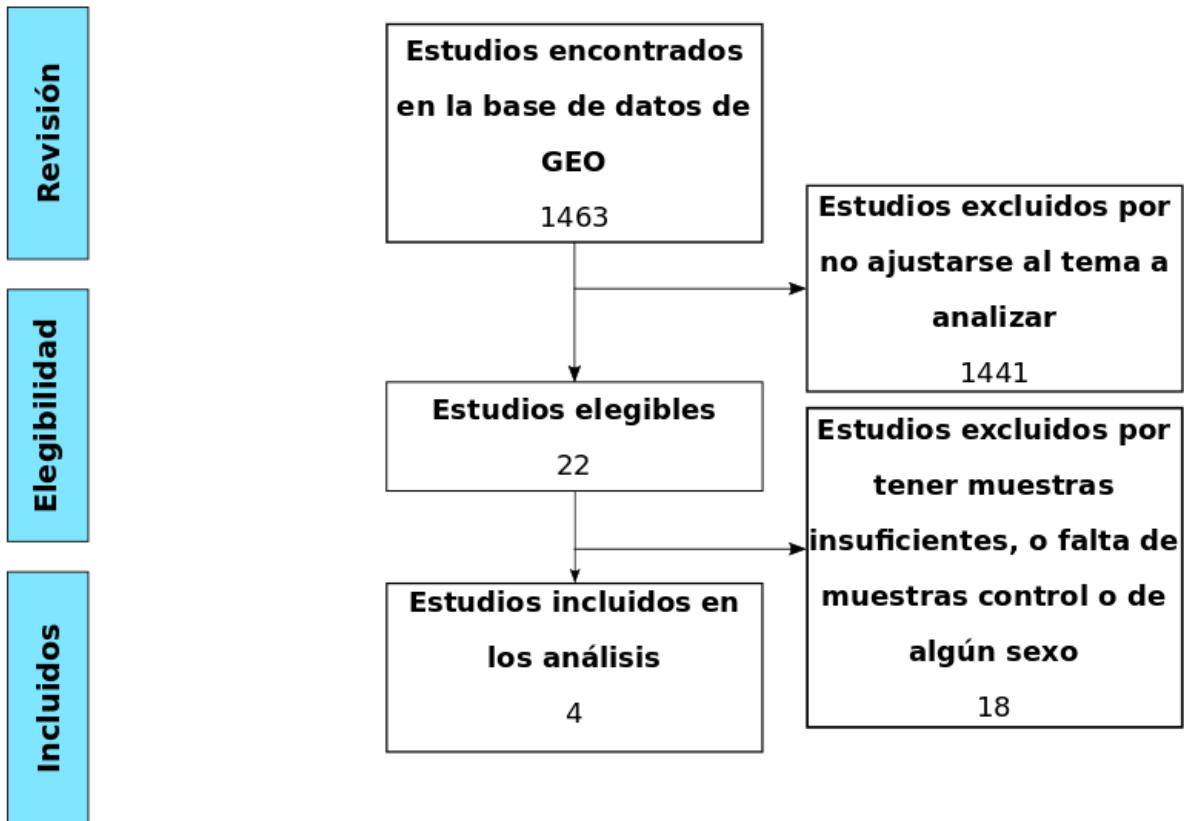 Revisión
Estudios encontrados
en la base de datos de
GEO
1463
Estudios excluidos por
no ajustarse al tema a
analizar
1441
Elegibilidad
Estudios elegibles
22
Estudios excluidos por
tener muestras
insuficientes, o falta de
muestras control o de
algún sexo
18
Incluidos
Estudios incluidos en
los análisis
4